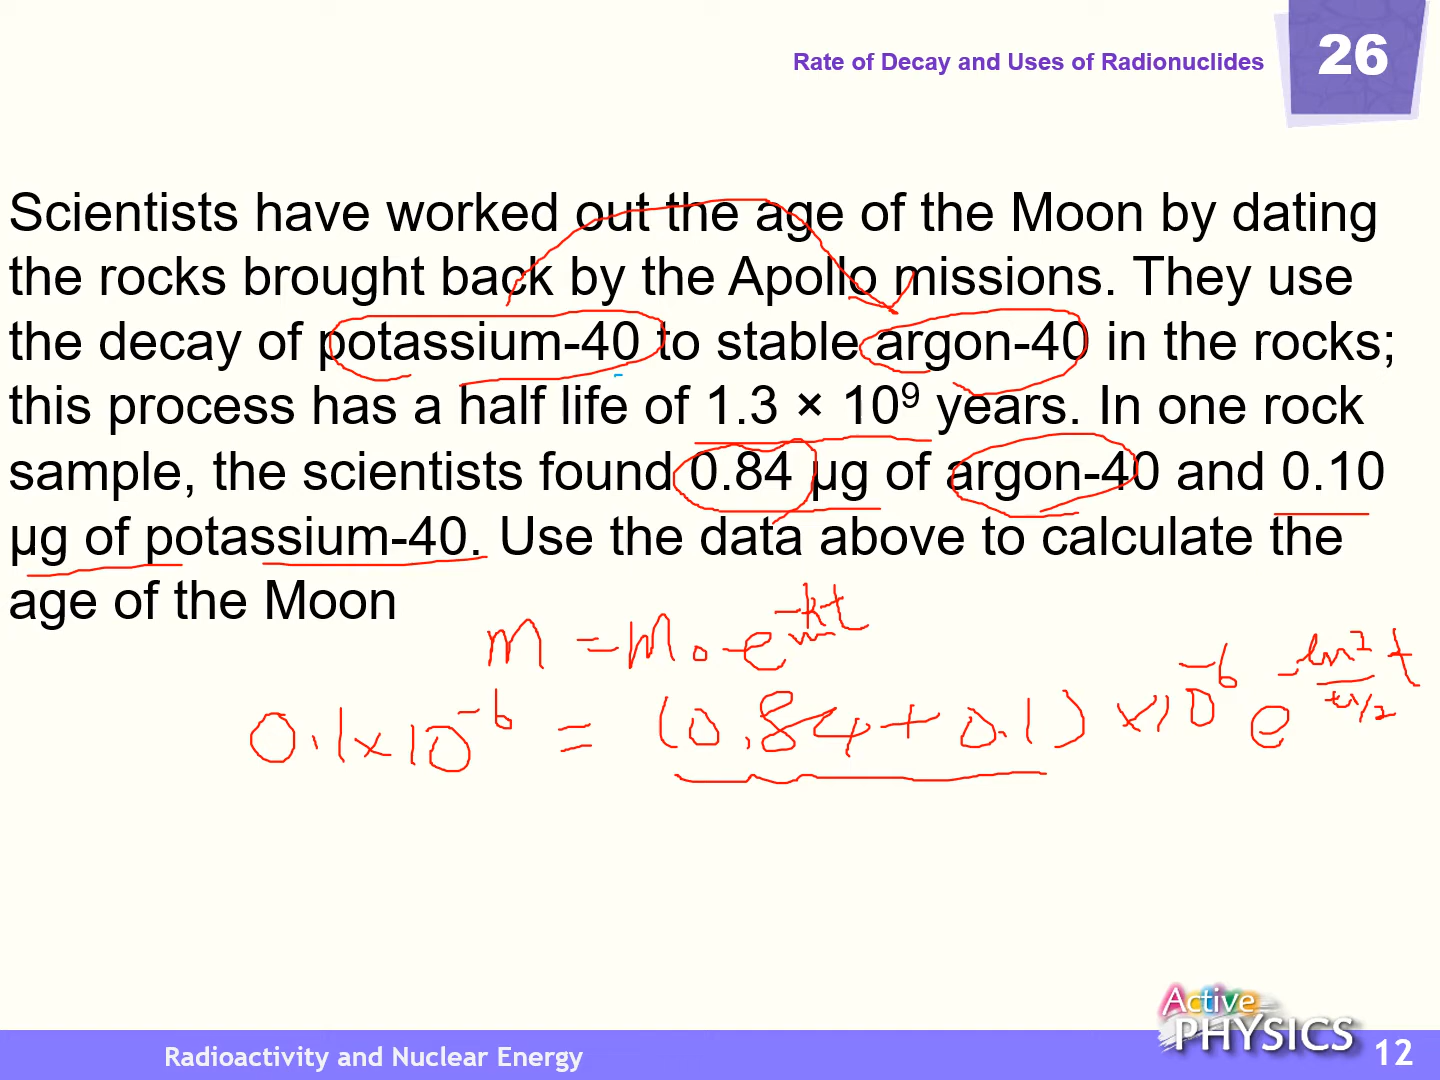 Rate of Decay and Uses of Radionuclides
26
Scientists have worked out the age of the Moon by dating
the rocks brought back by the Apollo missions. They use
the decay of potassium-40 to stable argon-40 in the rocks;
this process has a half life of 1.3 × 10⁹ years. In one rock
sample, the scientists found 0.84 µg of argon-40 and 0.10
µg of potassium-40. Use the data above to calculate the
age of the Moon
m = m₀ · e^(-kt)
0.1×10⁻⁶ = (0.84+0.1) ×10⁻⁶ e^(-ln2/t1/2 t)
Active
PHYSICS
Radioactivity and Nuclear Energy
12